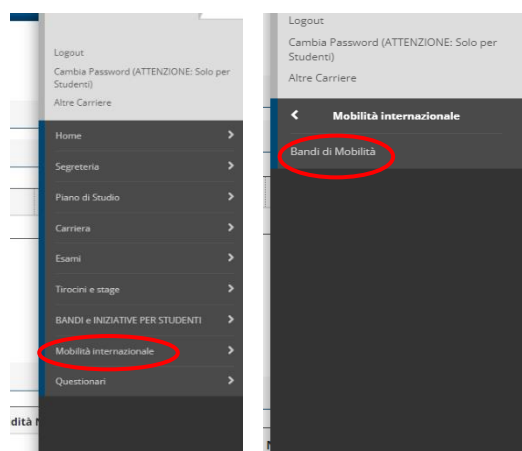 Logout
Cambia Password (ATTENZIONE: Solo per
Studenti)
Altre Carriere
Home
Segreteria
Piano di Studio
Carriera
Esami
Tirocini e stage
BANDI e INIZIATIVE PER STUDENTI
Mobilità internazionale
Questionari
dità
Logout
Cambia Password (ATTENZIONE: Solo per
Studenti)
Altre Carriere
Mobilità internazionale
Bandi di Mobilità